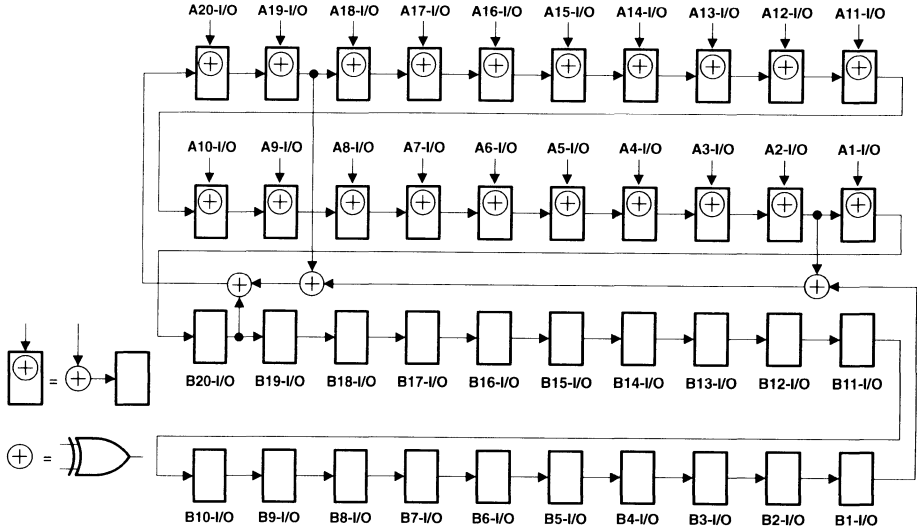 A20-I/O A19-I/O A18-I/O A17-I/O A16-I/O A15-I/O A14-I/O A13-I/O A12-I/O A11-I/O
A10-I/O A9-I/O A8-I/O A7-I/O A6-I/O A5-I/O A4-I/O A3-I/O A2-I/O A1-I/O
B20-I/O B19-I/O B18-I/O B17-I/O B16-I/O B15-I/O B14-I/O B13-I/O B12-I/O B11-I/O
=
=
B10-I/O B9-I/O B8-I/O B7-I/O B6-I/O B5-I/O B4-I/O B3-I/O B2-I/O B1-I/O